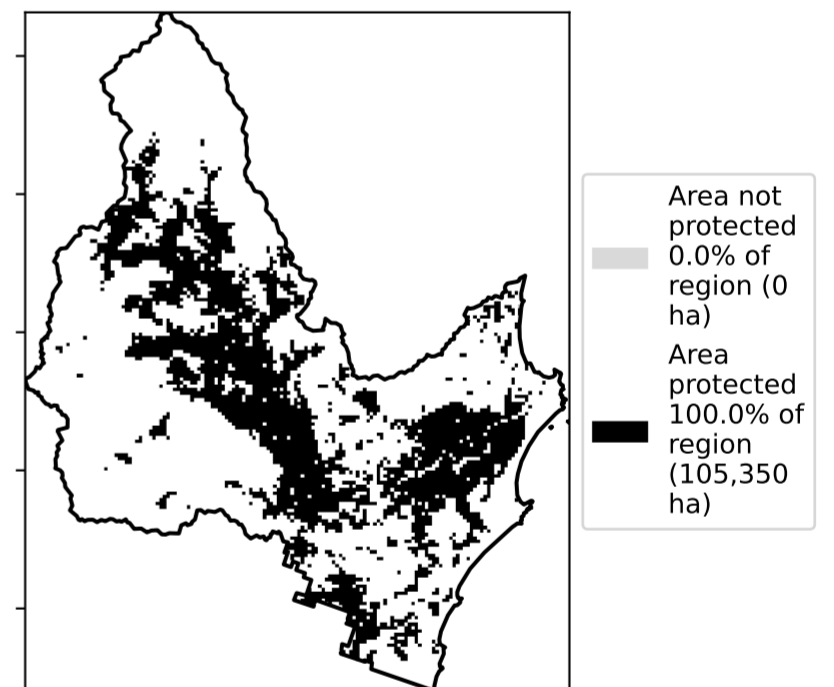 Area not
protected
0.0% of
region (0
ha)
Area
protected
100.0% of
region
(105,350
ha)